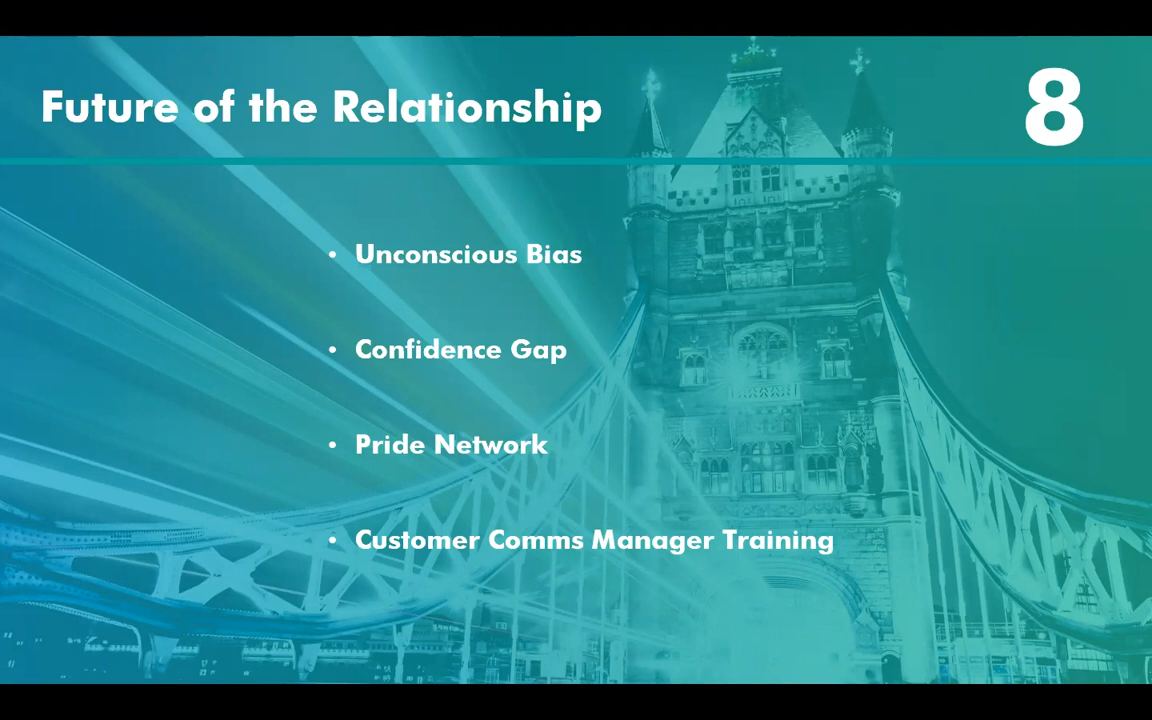 Future of the Relationship
8
• Unconscious Bias
• Confidence Gap
• Pride Network
• Customer Comms Manager Training